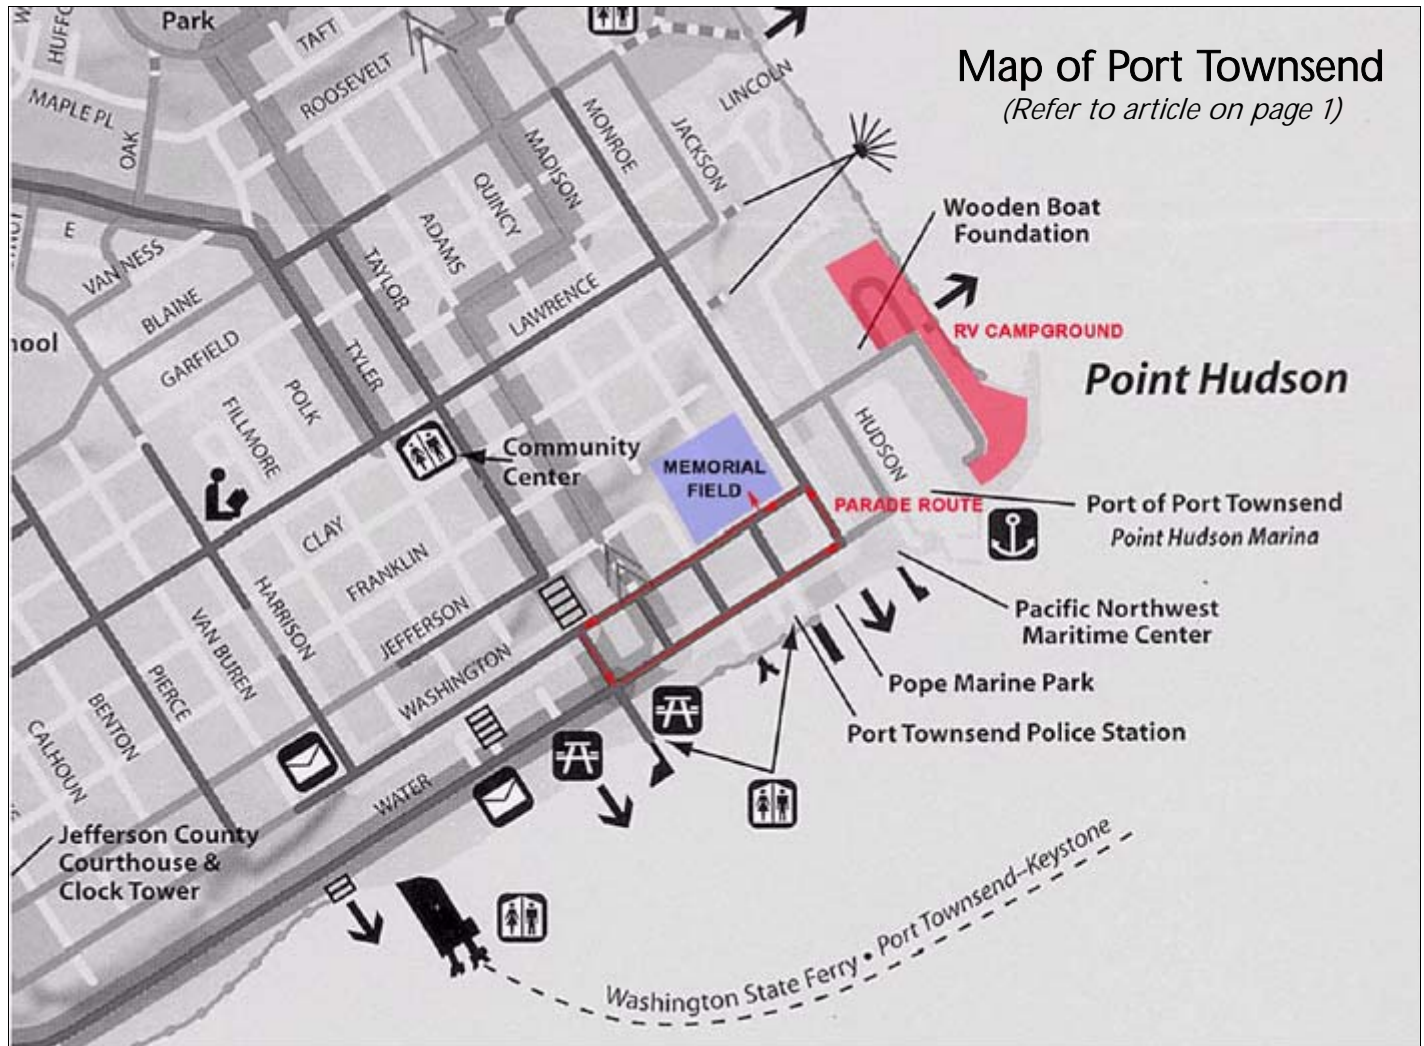 Map of Port Townsend
(Refer to article on page 1)
Park
TAFT
ROOSEVELT
MAPLE PL
OAK
LINCOLN
MONROE
JACKSON
MADISON
QUINCY
ADAMS
TAYLOR
LAWRENCE
E
VAN NESS
BLAINE
GARFIELD
TYLER
POLK
FILLMORE
Wooden Boat
Foundation
RV CAMPGROUND
Point Hudson
HUDSON
Community
Center
MEMORIAL
FIELD
PARADE ROUTE
Port of Port Townsend
Point Hudson Marina
CLAY
FRANKLIN
JEFFERSON
WASHINGTON
HARRISON
VAN BUREN
PIERCE
BENTON
CALHOUN
WATER
Pacific Northwest
Maritime Center
Pope Marine Park
Port Townsend Police Station
Jefferson County
Courthouse &
Clock Tower
Washington State Ferry • Port Townsend–Keystone